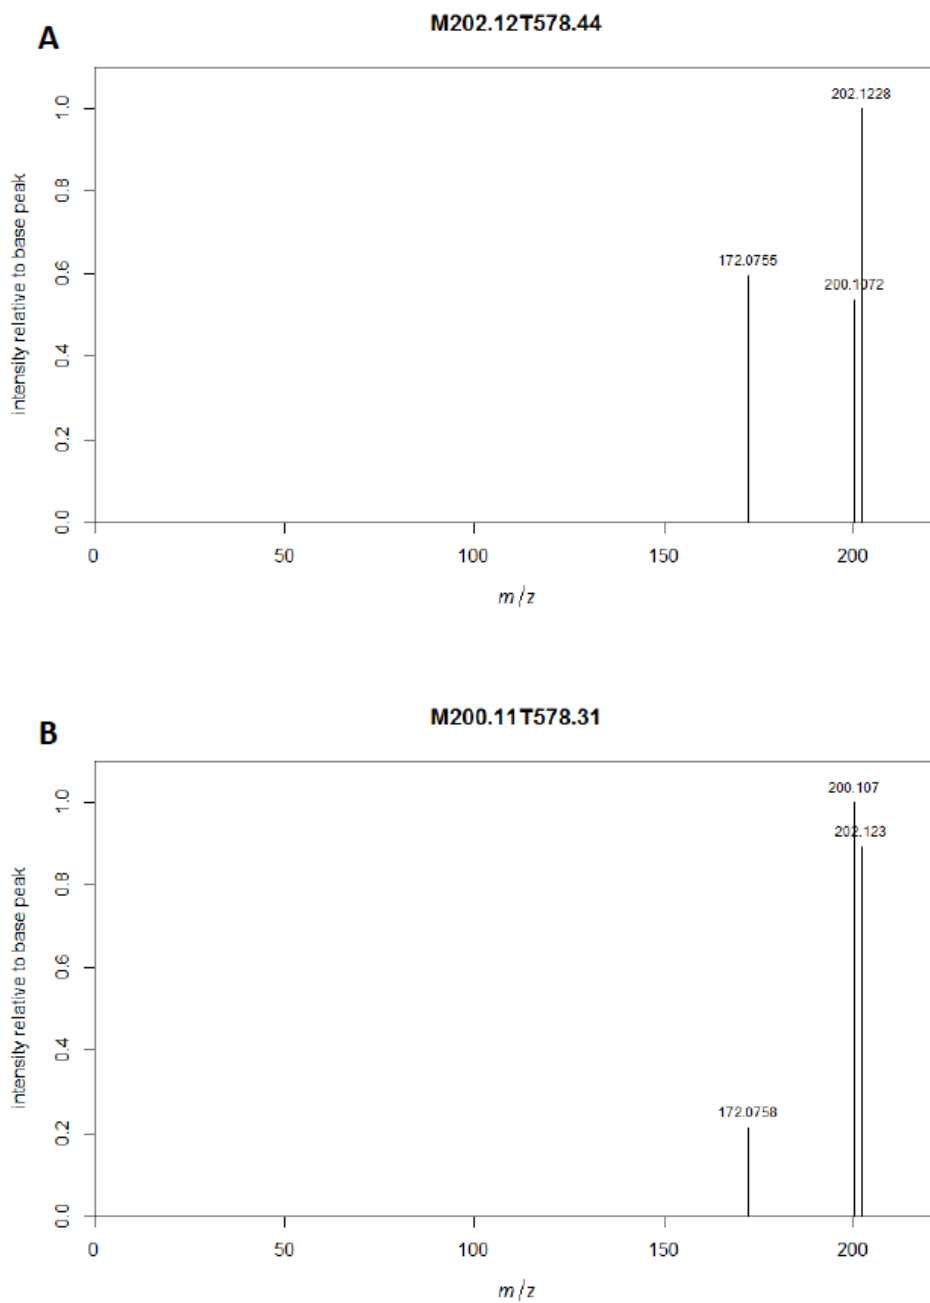 A
M202.12T578.44
intensity relative to base peak
1.0
0.8
0.6
0.4
0.2
0.0
202.1228
172.0755
200.1072
0 50 100 150 200
m/z
B
M200.11T578.31
intensity relative to base peak
1.0
0.8
0.6
0.4
0.2
0.0
200.107
202.123
172.0758
0 50 100 150 200
m/z